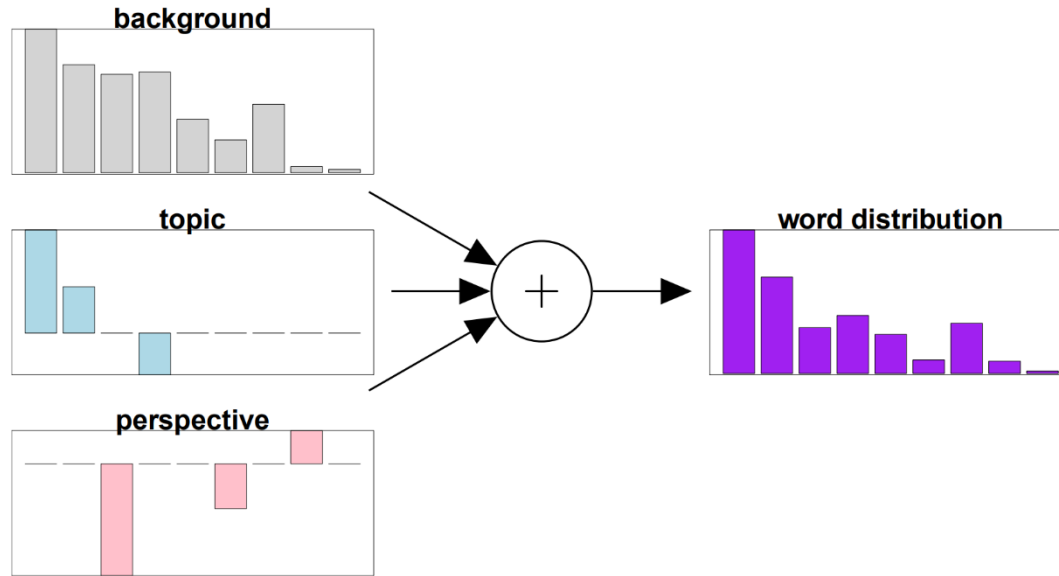 background
topic
perspective
+
word distribution